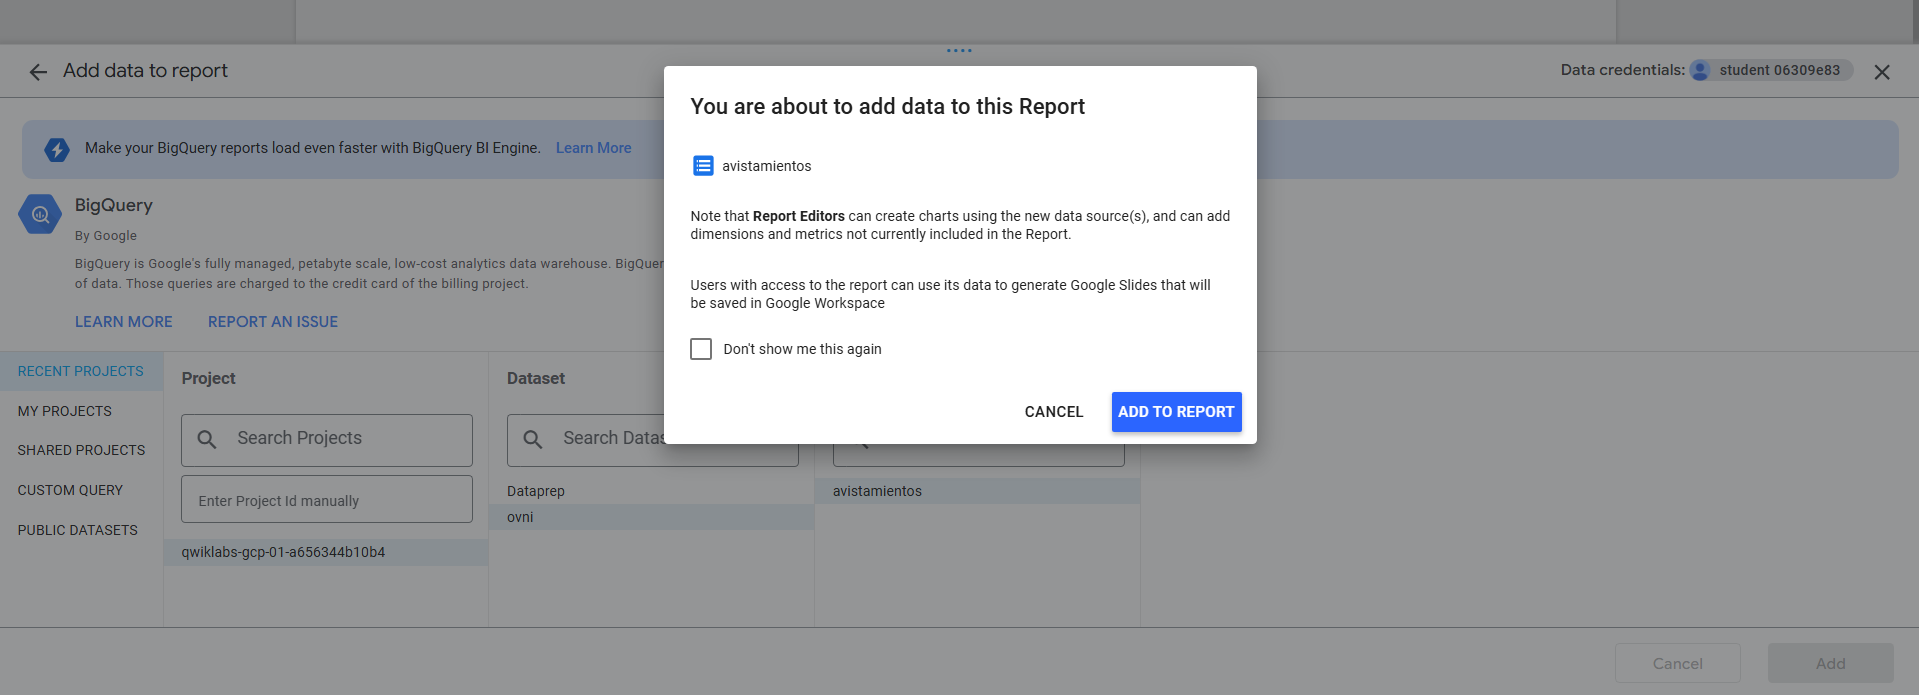 Add data to report
Data credentials: student 06309e83
Make your BigQuery reports load even faster with BigQuery BI Engine. Learn More
BigQuery
By Google
BigQuery is Google's fully managed, petabyte scale, low-cost analytics data warehouse. BigQuer
of data. Those queries are charged to the credit card of the billing project.
LEARN MORE REPORT AN ISSUE
You are about to add data to this Report
avistamientos
Note that Report Editors can create charts using the new data source(s), and can add
dimensions and metrics not currently included in the Report.
Users with access to the report can use its data to generate Google Slides that will
be saved in Google Workspace
Don't show me this again
CANCEL ADD TO REPORT
RECENT PROJECTS
MY PROJECTS
SHARED PROJECTS
CUSTOM QUERY
PUBLIC DATASETS
Project
Search Projects
Enter Project Id manually
qwiklabs-gcp-01-a656344b10b4
Dataset
Search Datas
Dataprep
ovni
avistamientos
Cancel Add